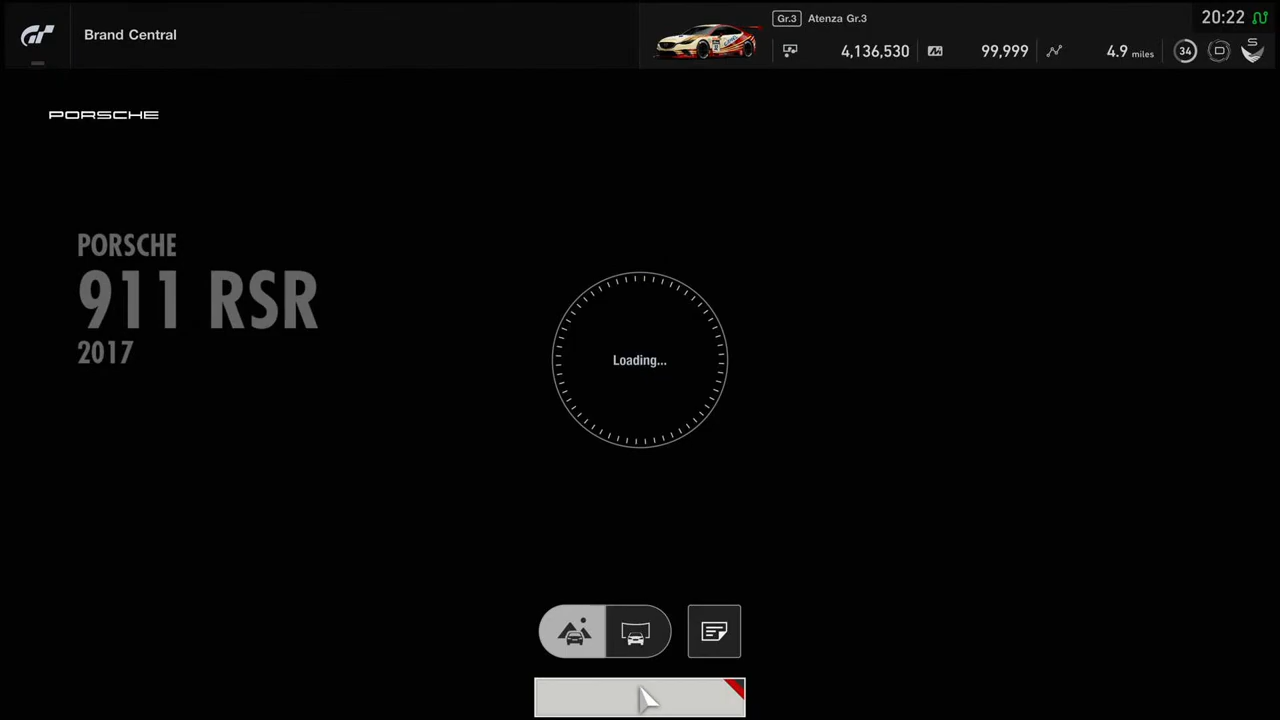 Brand Central
Gr.3 Atenza Gr.3
4,136,530 99,999 4.9 miles 34 S
20:22
PORSCHE
PORSCHE
911 RSR
2017
Loading...